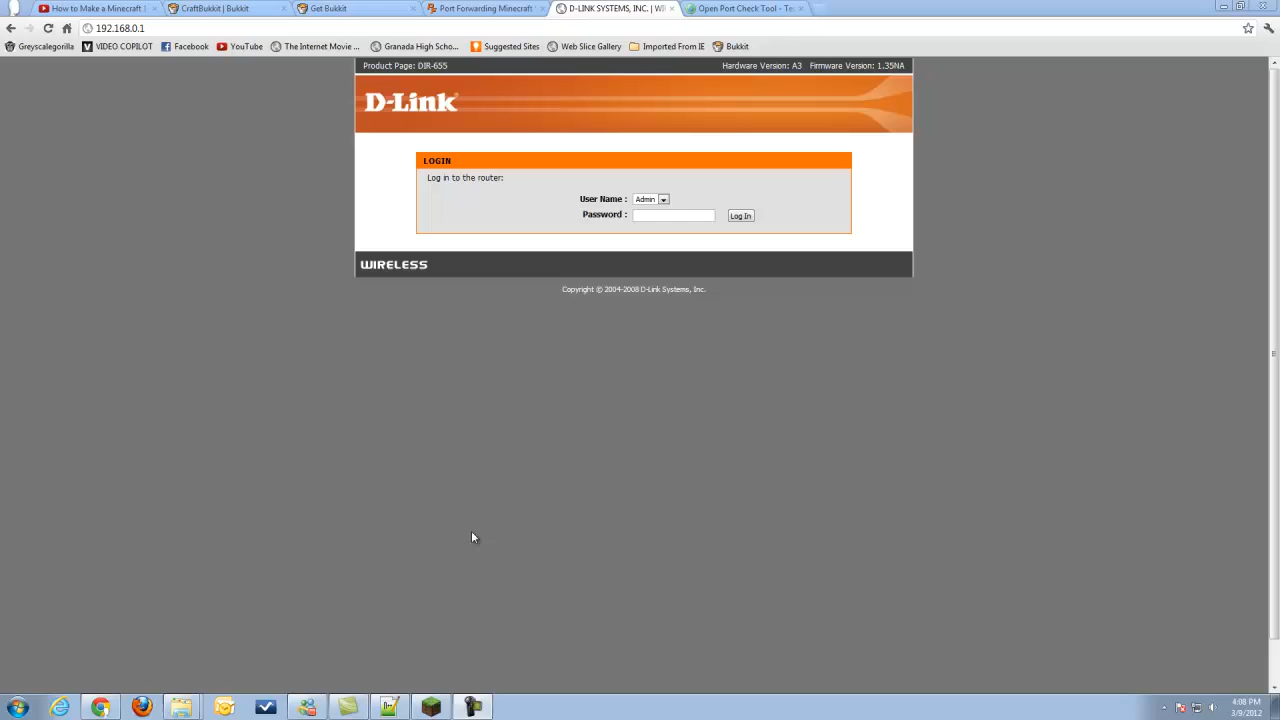 How to Make a Minecraft
CraftBukkit | Bukkit
Get Bukkit
Port Forwarding Minecraft
D-LINK SYSTEMS, INC. | WI
Open Port Check Tool - Te
192.168.0.1
Greyscalegorilla
VIDEO COPILOT
Facebook
YouTube
The Internet Movie ...
Granada High Scho...
Suggested Sites
Web Slice Gallery
Imported From IE
Bukkit
Product Page: DIR-655
Hardware Version: A3 Firmware Version: 1.35NA
D-Link
LOGIN
Log in to the router:
User Name : Admin
Password : Log In
WIRELESS
Copyright © 2004-2008 D-Link Systems, Inc.
4:08 PM
3/9/2012